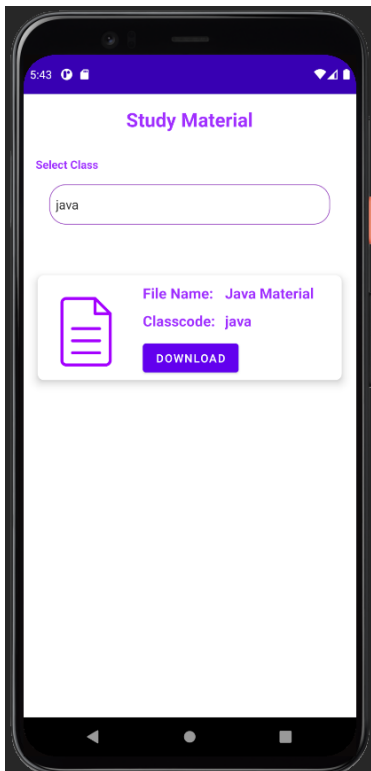 5:43
Study Material
Select Class
java
File Name: Java Material
Classcode: java
DOWNLOAD